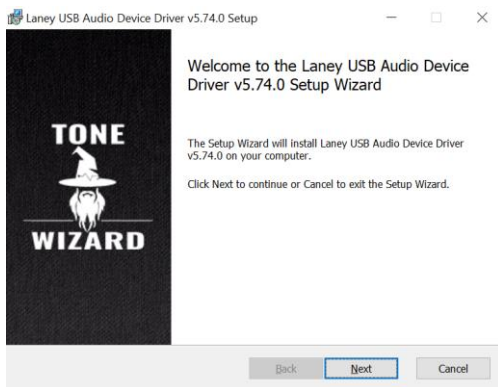 Laney USB Audio Device Driver v5.74.0 Setup
Welcome to the Laney USB Audio Device
Driver v5.74.0 Setup Wizard
TONE
WIZARD
The Setup Wizard will install Laney USB Audio Device Driver
v5.74.0 on your computer.
Click Next to continue or Cancel to exit the Setup Wizard.
Back
Next
Cancel